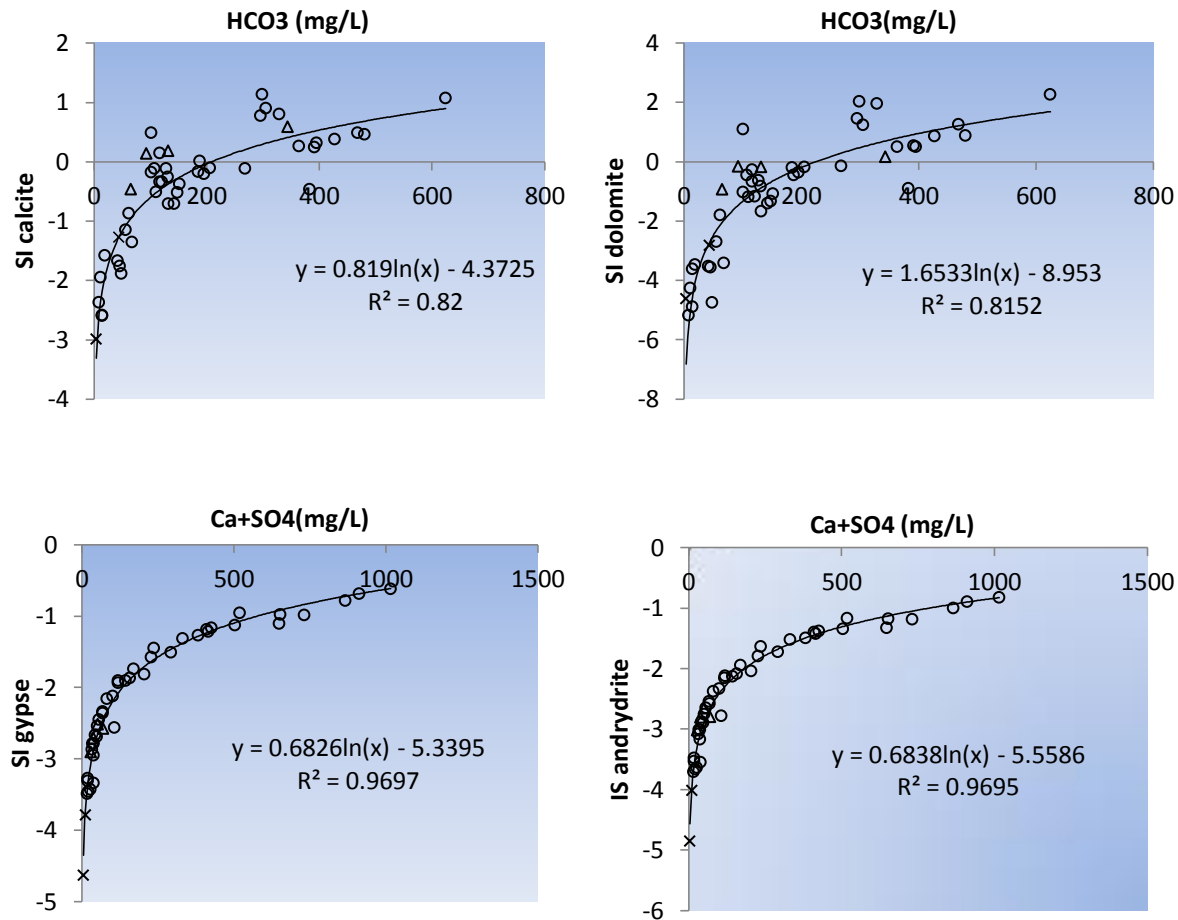 HCO3 (mg/L)
2
1
0
-1
-2
-3
-4
0
200
400
600
800
SI calcite
y = 0.819ln(x) - 4.3725
R² = 0.82
HCO3(mg/L)
4
2
0
-2
-4
-6
-8
0
200
400
600
800
SI dolomite
y = 1.6533ln(x) - 8.953
R² = 0.8152
Ca+SO4(mg/L)
0
-1
-2
-3
-4
-5
0
500
1000
1500
SI gypse
y = 0.6826ln(x) - 5.3395
R² = 0.9697
Ca+SO4 (mg/L)
0
-1
-2
-3
-4
-5
-6
0
500
1000
1500
IS andrydrite
y = 0.6838ln(x) - 5.5586
R² = 0.9695